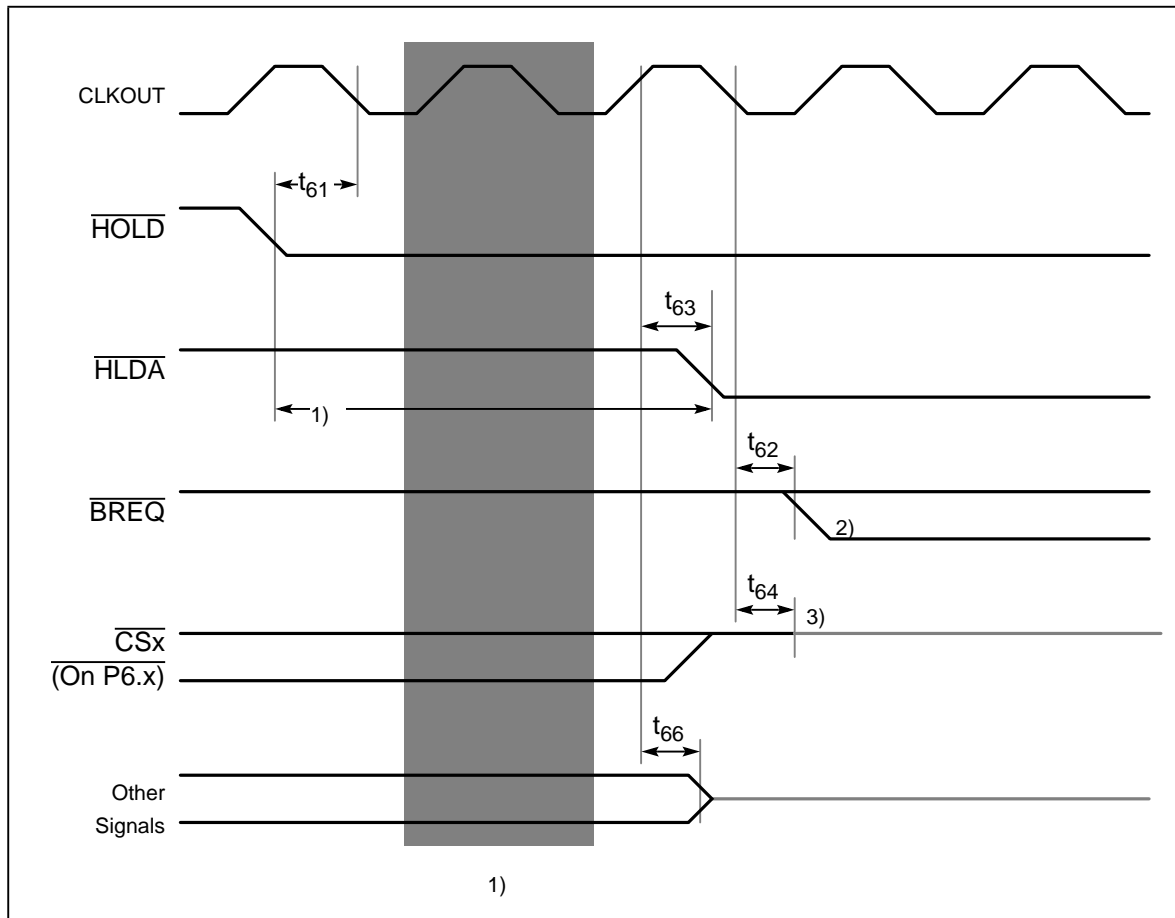 CLKOUT
t61
HOLD
t63
HLDA
1)
t62
BREQ
2)
t64
3)
CSx
(On P6.x)
t66
Other
Signals
1)